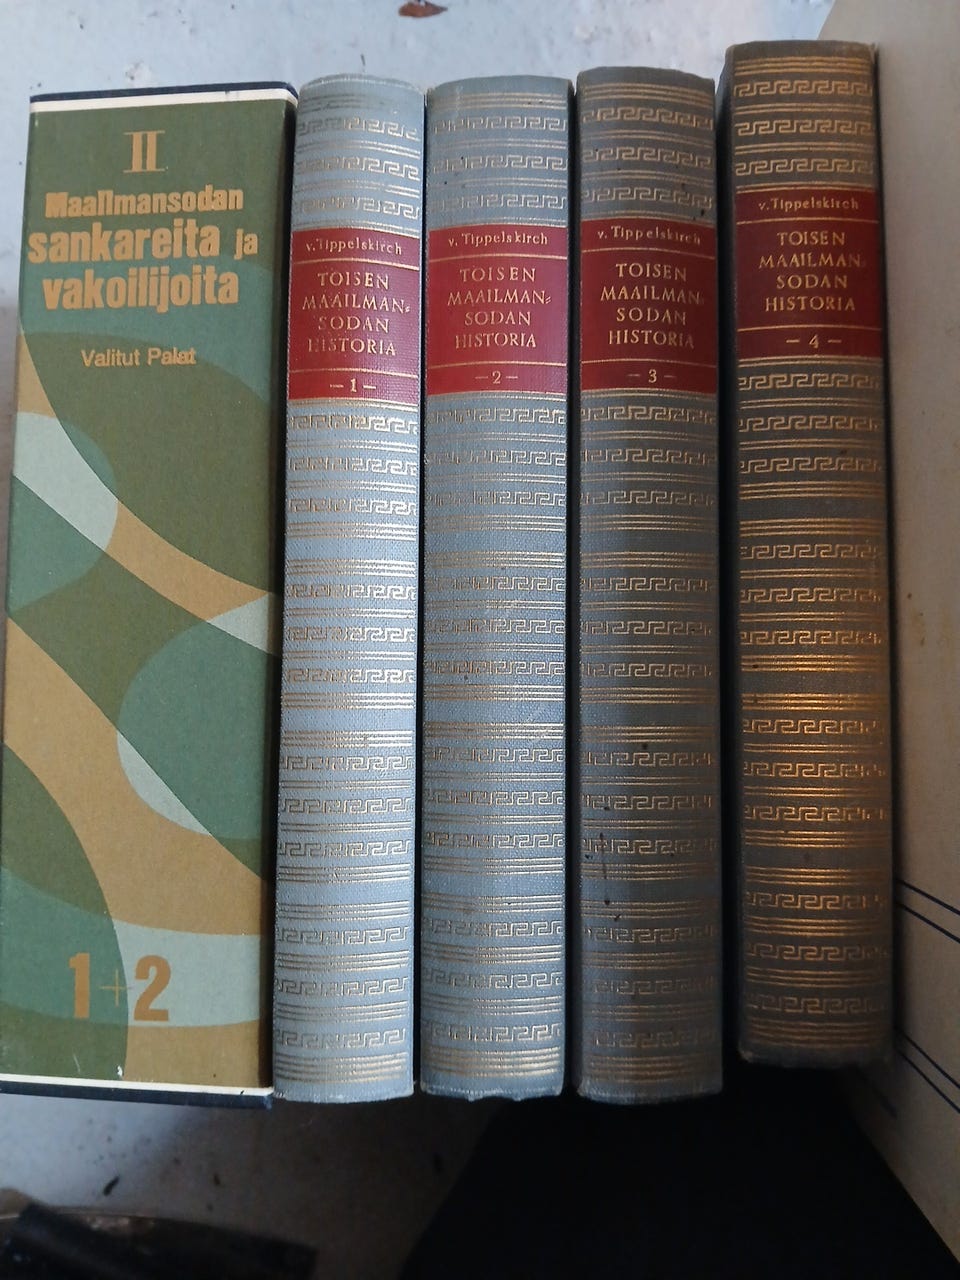 II
Maailmansodan
sankareita ja
vakoilijoita
Valitut Palat
1+2
v. Tippelskirch
TOISEN
MAAILMAN=
SODAN
HISTORIA
– 1 –
v. Tippelskirch
TOISEN
MAAILMAN=
SODAN
HISTORIA
– 2 –
v. Tippelskirch
TOISEN
MAAILMAN=
SODAN
HISTORIA
– 3 –
v. Tippelskirch
TOISEN
MAAILMAN=
SODAN
HISTORIA
– 4 –